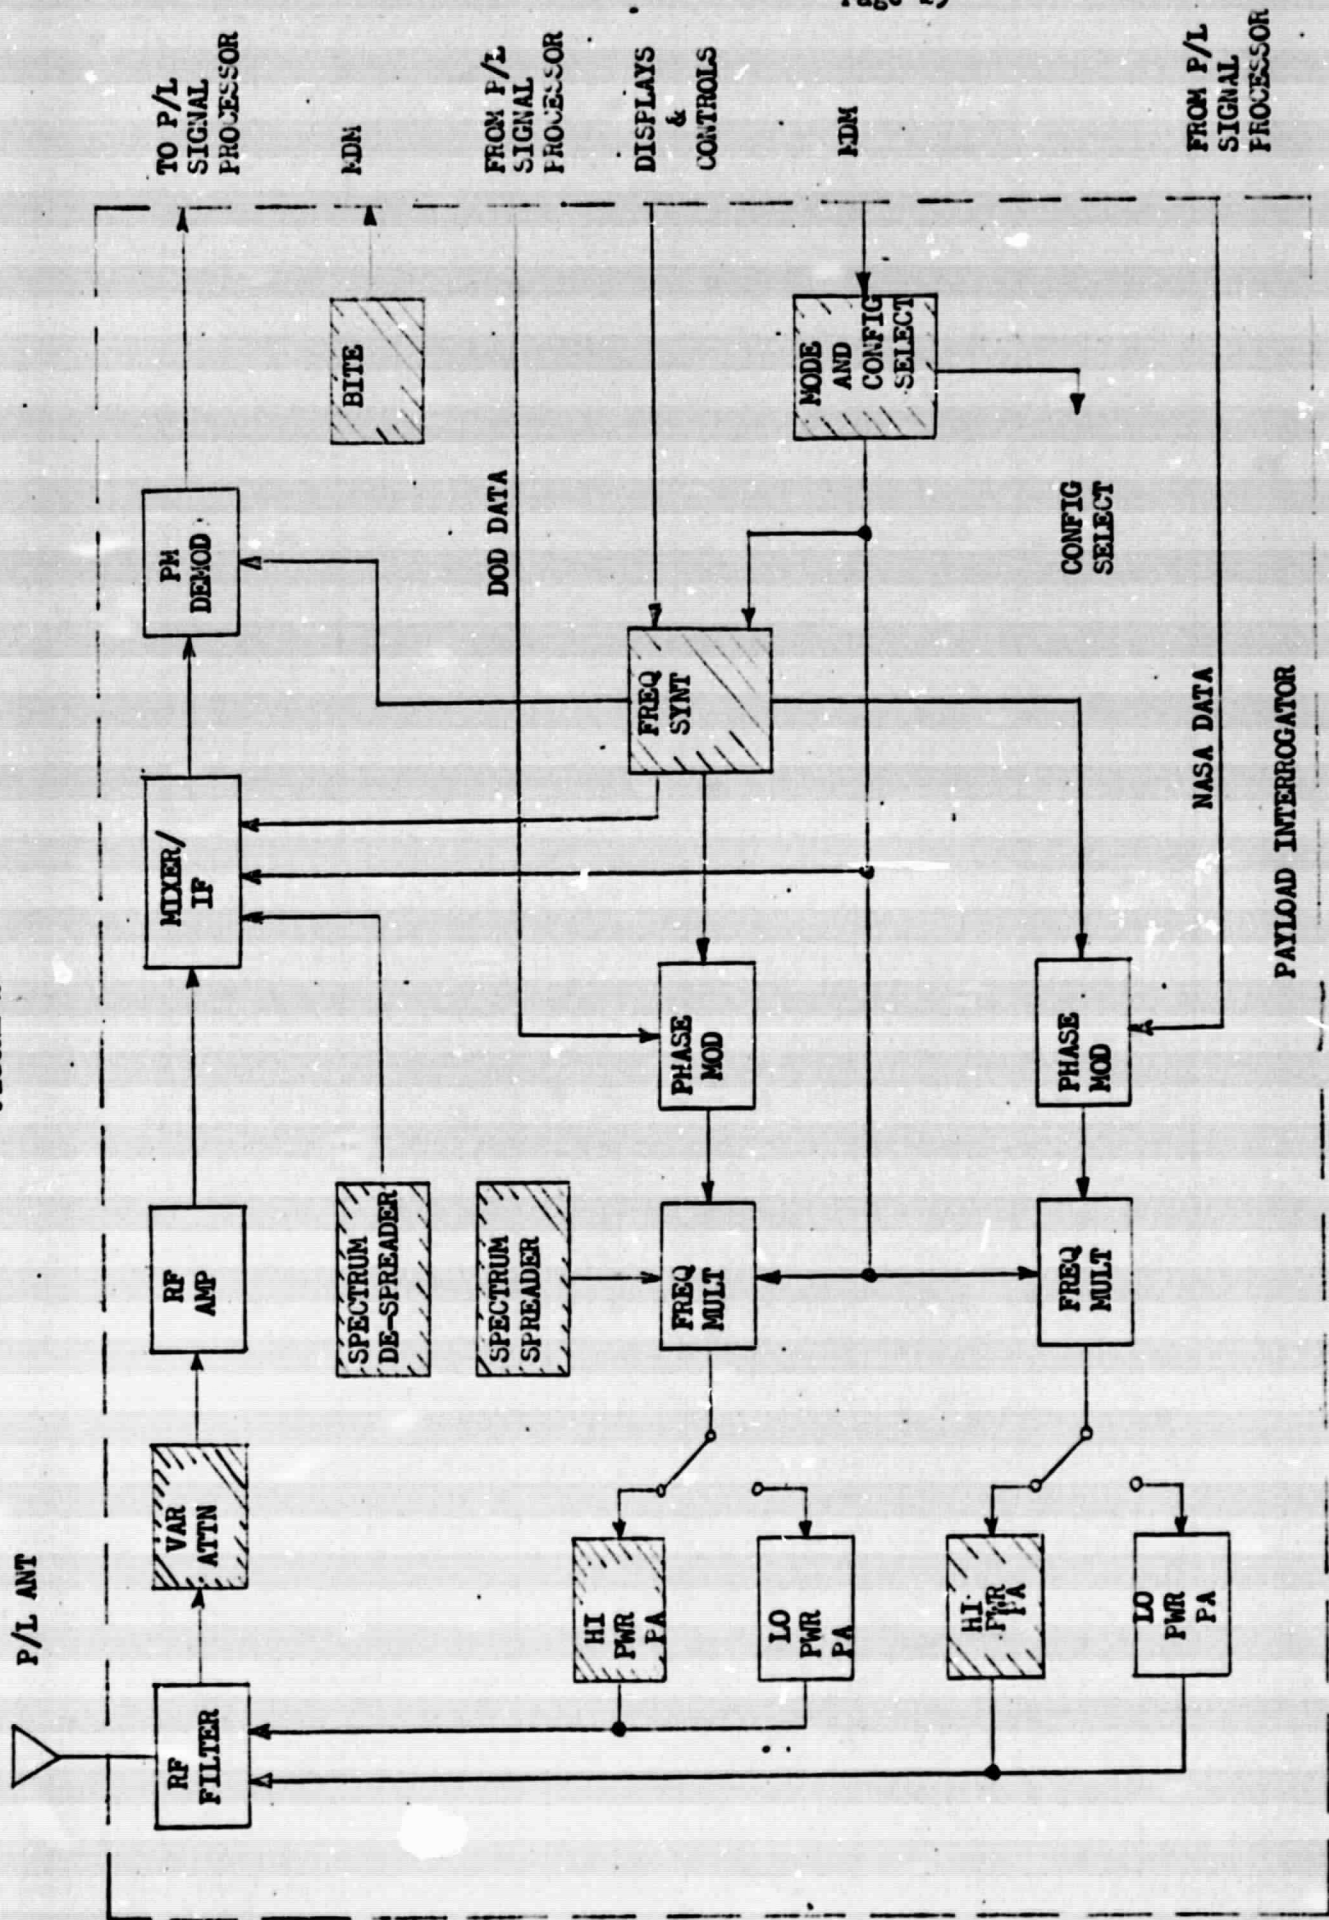 P/L ANT
RF
FILTER
VAR
ATTN
RF
AMP
MIXER/
IF
PM
DEMOD
TO P/L
SIGNAL
PROCESSOR
SPECTRUM
DE-SPREADER
BITE
MDM
SPECTRUM
SPREADER
DOD DATA
FROM P/L
SIGNAL
PROCESSOR
HI
PWR
PA
LO
PWR
PA
FREQ
MULT
PHASE
MOD
FREQ
SYNT
DISPLAYS
&
CONTROLS
MODE
AND
CONFIG
SELECT
MDM
CONFIG
SELECT
HI
PWR
PA
LO
PWR
PA
FREQ
MULT
PHASE
MOD
NASA DATA
FROM P/L
SIGNAL
PROCESSOR
PAYLOAD INTERROGATOR